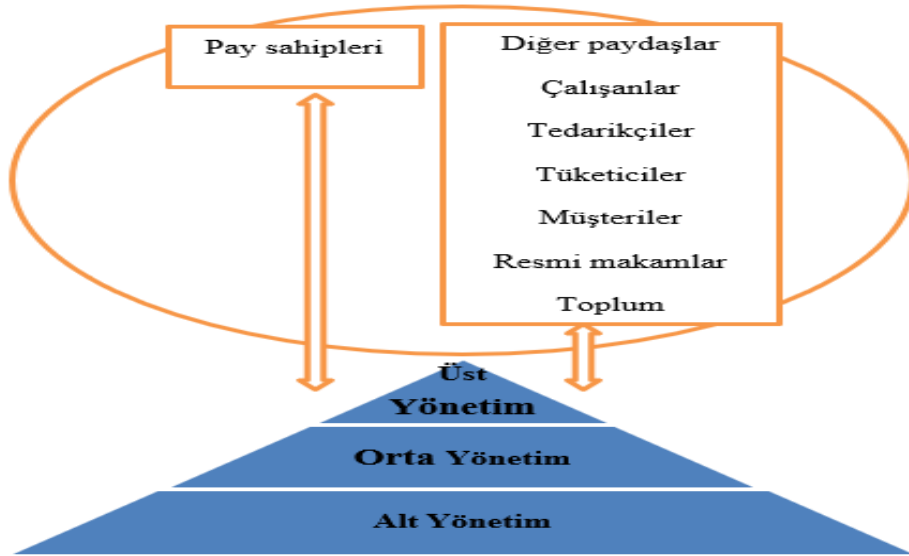 Pay sahipleri
Diğer paydaşlar
Çalışanlar
Tedarikçiler
Tüketiciler
Müşteriler
Resmi makamlar
Toplum
Üst
Yönetim
Orta Yönetim
Alt Yönetim